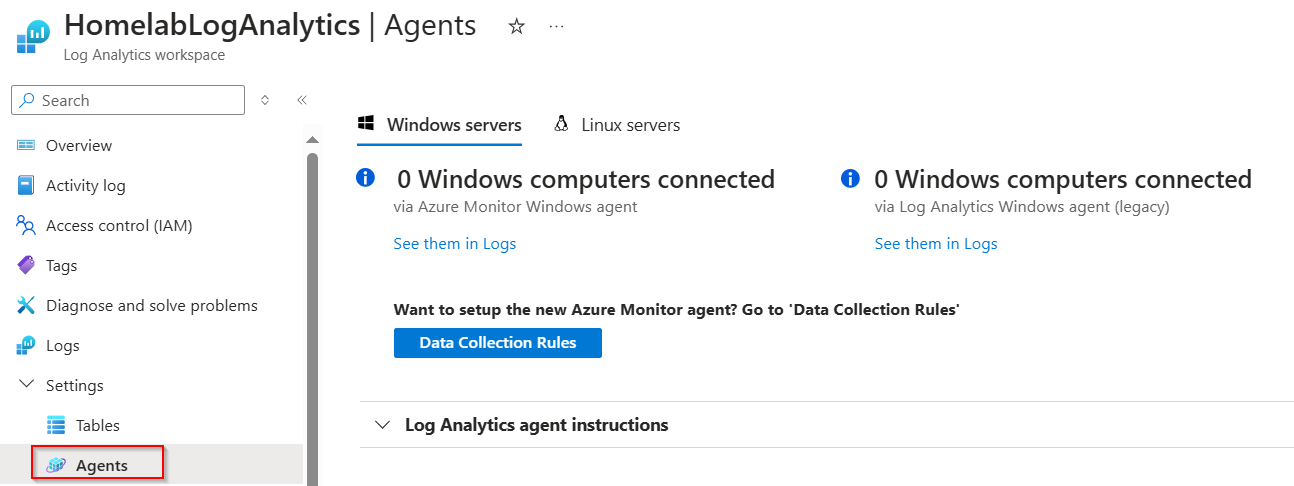 HomelabLogAnalytics | Agents
Log Analytics workspace
Search
Overview
Activity log
Access control (IAM)
Tags
Diagnose and solve problems
Logs
Settings
Tables
Agents
Windows servers
Linux servers
0 Windows computers connected
via Azure Monitor Windows agent
See them in Logs
0 Windows computers connected
via Log Analytics Windows agent (legacy)
See them in Logs
Want to setup the new Azure Monitor agent? Go to 'Data Collection Rules'
Data Collection Rules
Log Analytics agent instructions